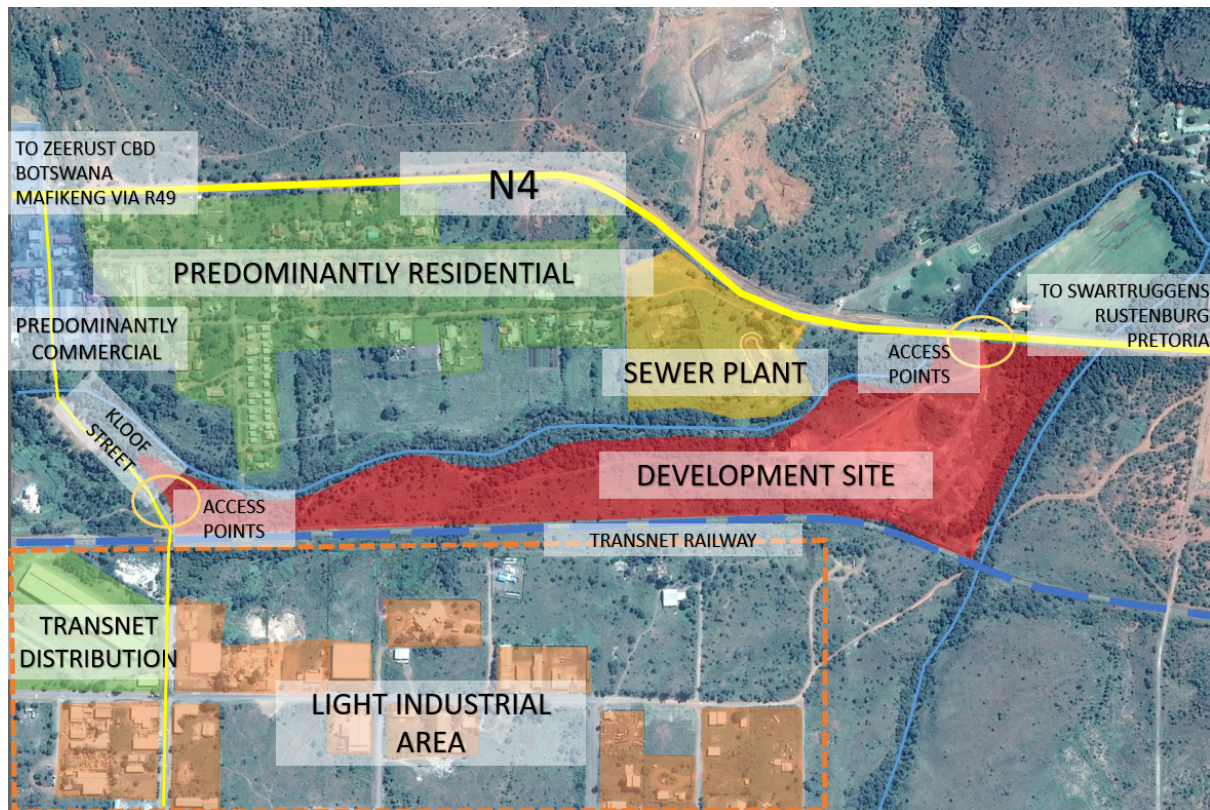 TO ZEERUST CBD
BOTSWANA
MAFIKENG VIA R49
N4
PREDOMINANTLY RESIDENTIAL
TO SWARTRUGGENS
RUSTENBURG
PRETORIA
PREDOMINANTLY
COMMERCIAL
ACCESS
POINTS
SEWER PLANT
KLOOF
STREET
DEVELOPMENT SITE
ACCESS
POINTS
TRANSNET RAILWAY
TRANSNET
DISTRIBUTION
LIGHT INDUSTRIAL
AREA